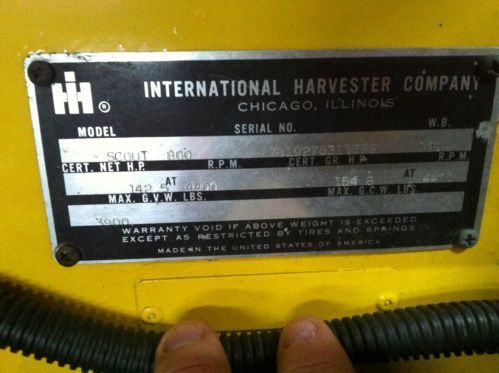 IH ®
INTERNATIONAL HARVESTER COMPANY
CHICAGO, ILLINOIS
MODEL SERIAL NO. W.B.
SCOUT 800
CERT. NET H.P. R.P.M. CERT. GR. H.P. R.P.M.
142 5 AT 4400 154 8 AT
MAX. G.V.W. LBS. MAX. G.C.W. LBS.
3900
WARRANTY VOID IF ABOVE WEIGHT IS EXCEEDED
EXCEPT AS RESTRICTED BY TIRES AND SPRINGS
MADE IN THE UNITED STATES OF AMERICA